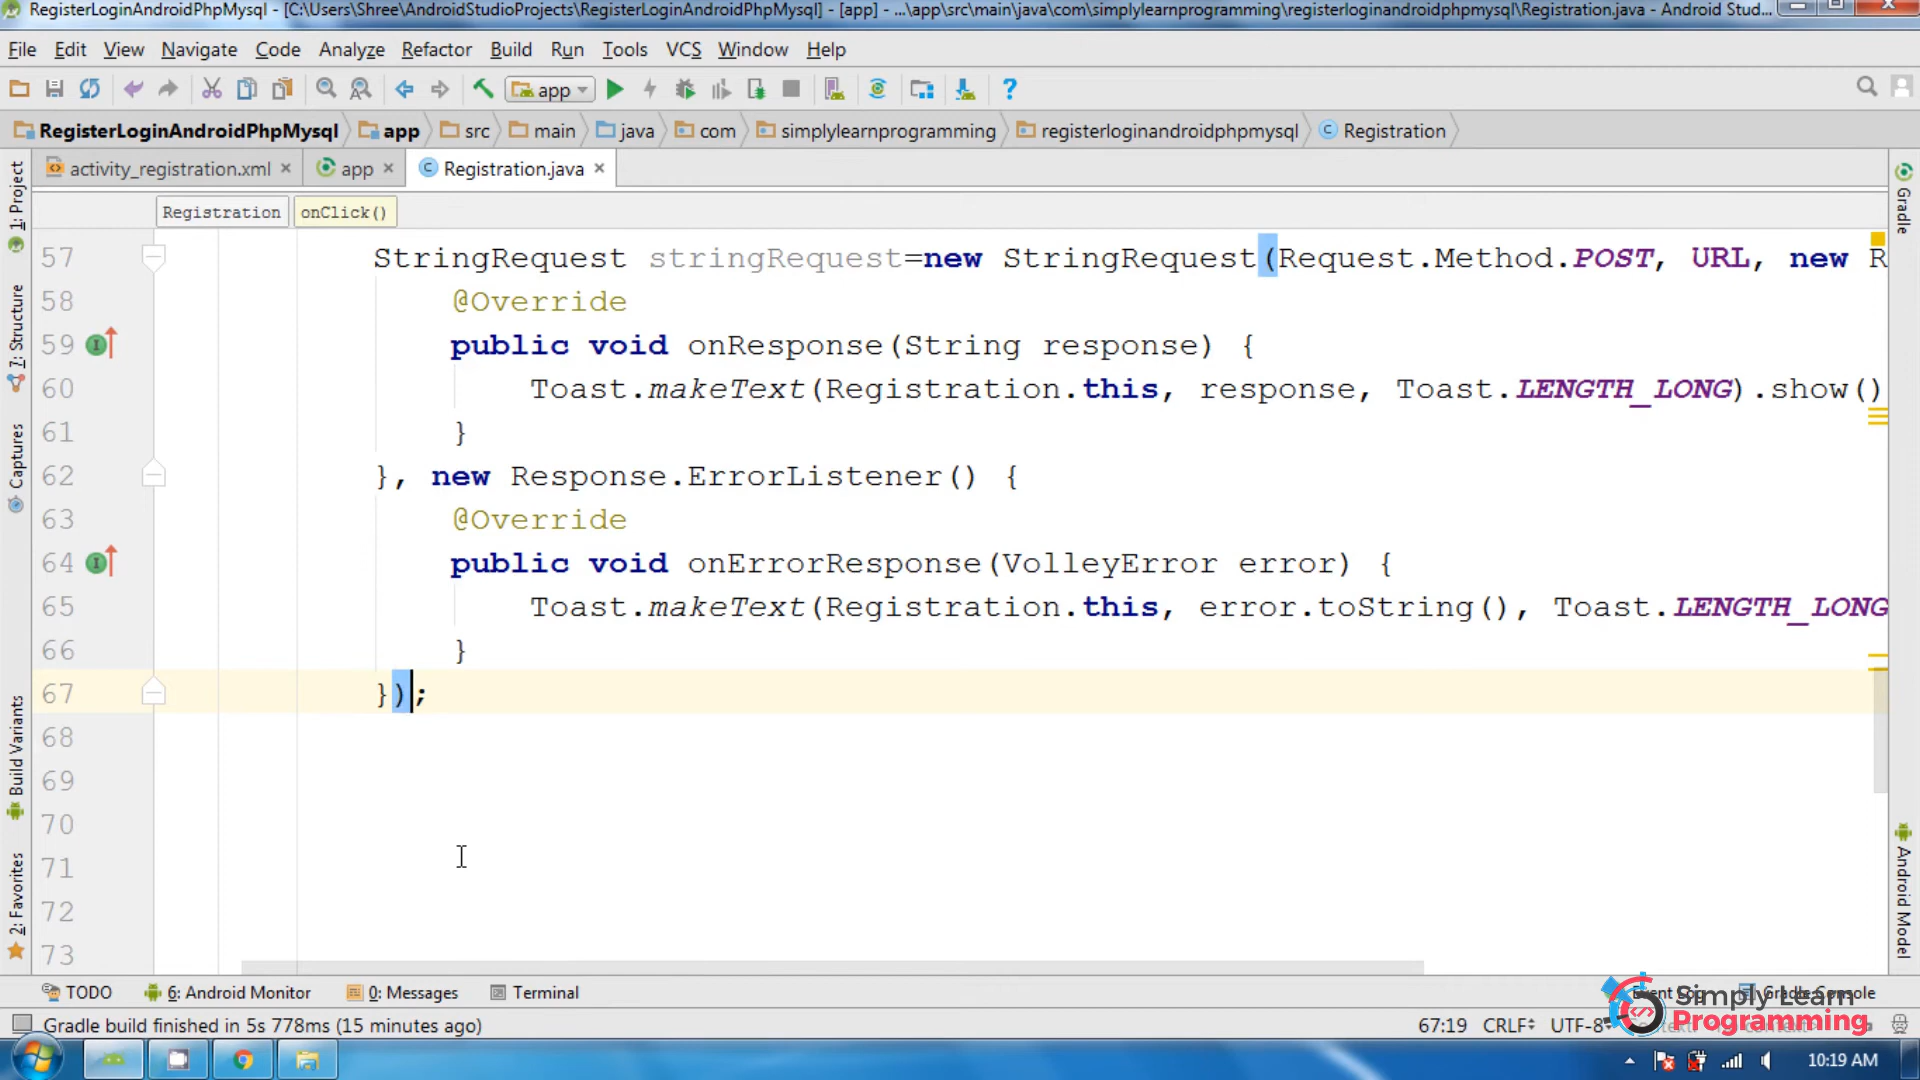 RegisterLoginAndroidPhpMysql - [C:\Users\Shree\AndroidStudioProjects\RegisterLoginAndroidPhpMysql] - [app] - ...\app\src\main\java\com\simplylearnprogramming\registerloginandroidphpmysql\Registration.java - Android Stud...
File Edit View Navigate Code Analyze Refactor Build Run Tools VCS Window Help
app
RegisterLoginAndroidPhpMysql app src main java com simplylearnprogramming registerloginandroidphpmysql Registration
activity_registration.xml app Registration.java
Registration onClick()
57 StringRequest stringRequest=new StringRequest(Request.Method.POST, URL, new R
58 @Override
59 public void onResponse(String response) {
60 Toast.makeText(Registration.this, response, Toast.LENGTH_LONG).show()
61 }
62 }, new Response.ErrorListener() {
63 @Override
64 public void onErrorResponse(VolleyError error) {
65 Toast.makeText(Registration.this, error.toString(), Toast.LENGTH_LONG
66 }
67 });
68
69
70
71
72
73
1: Project
7: Structure
Captures
Build Variants
2: Favorites
Gradle
Android Model
TODO 6: Android Monitor 0: Messages Terminal Event Log Gradle Console
Simply Learn
Programming
Gradle build finished in 5s 778ms (15 minutes ago) 67:19 CRLF UTF-8
10:19 AM